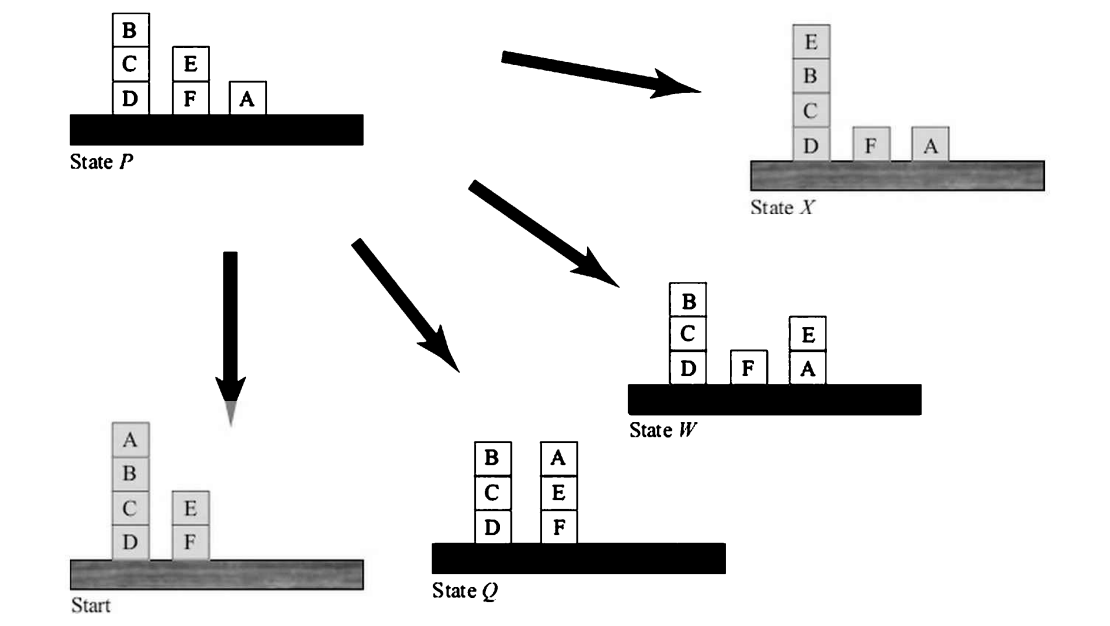 B
C E
D F A
State P
E
B
C
D F A
State X
B
C E
D F A
State W
A
B
C E
D F
Start
B A
C E
D F
State Q